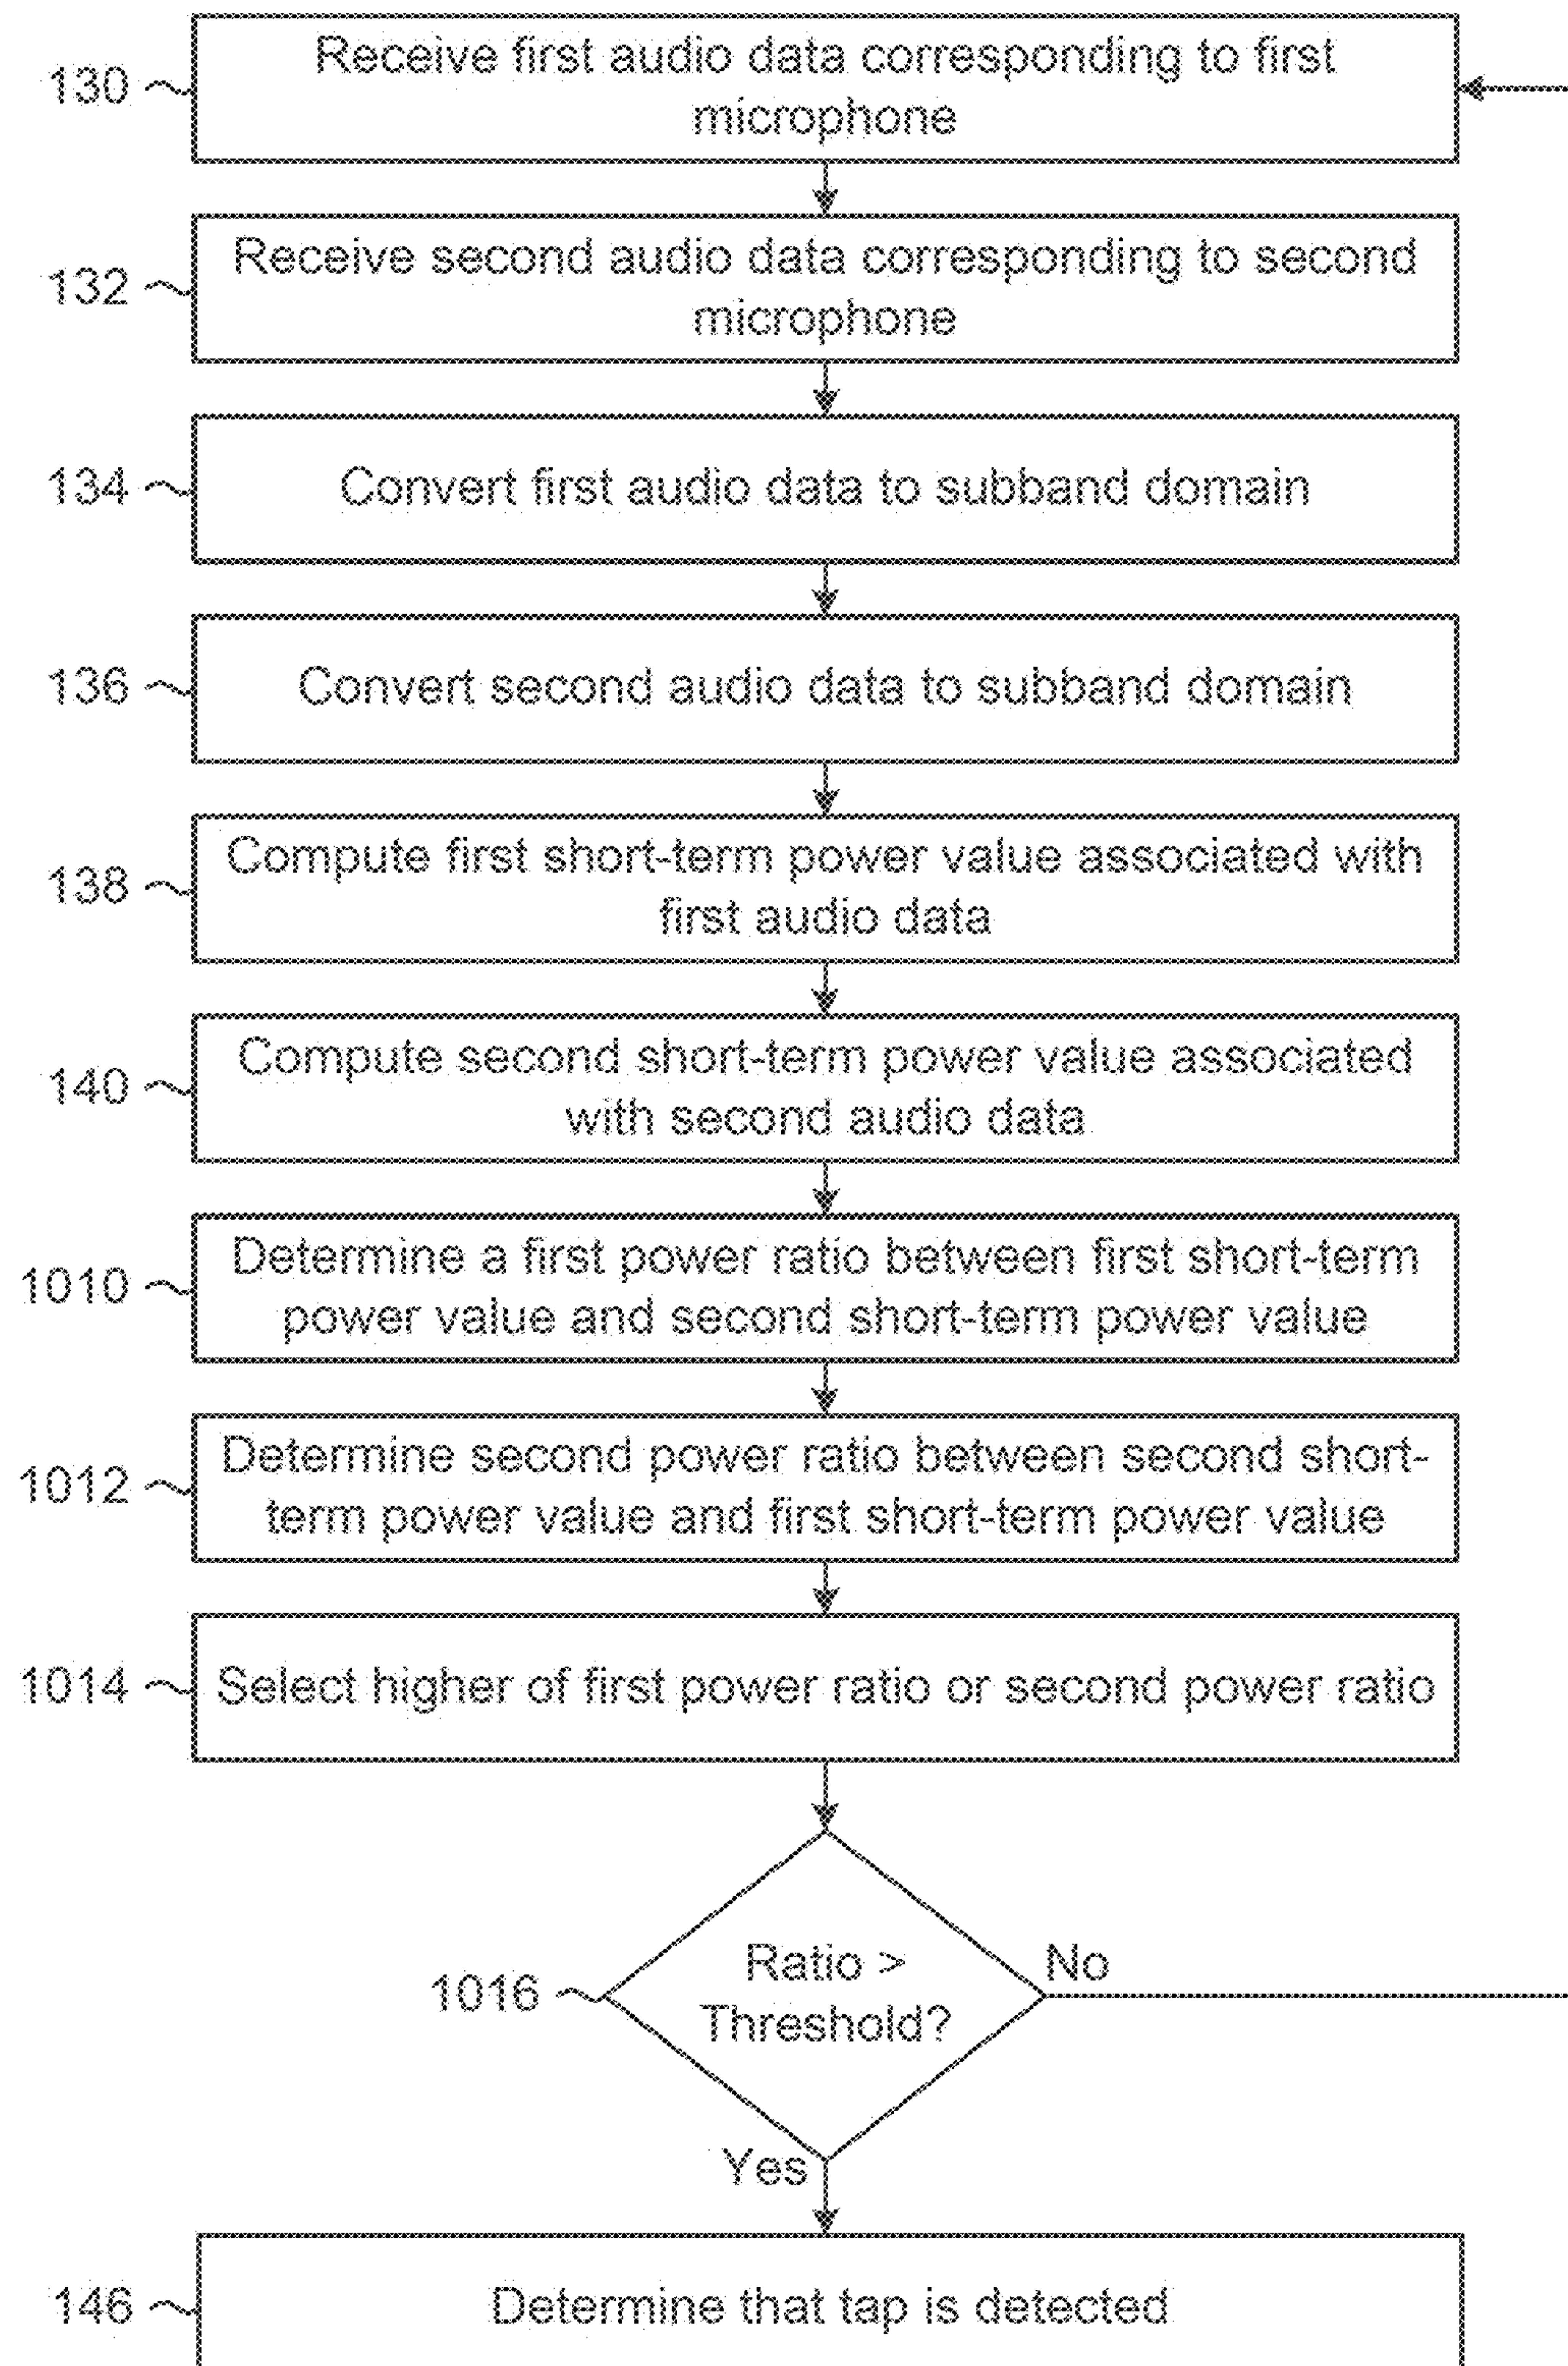 Receive first audio data corresponding to first
130
microphone
Receive second audio data corresponding to second
132
microphone
134
Convert first audio data to subband domain
136
Convert second audio data to subband domain
Compute first short-term power value associated with
138
first audio data
Compute second short-term power value associated
140
with second audio data
Determine a first power ratio between first short-term
1010
power value and second short-term power value
Determine second power ratio between second short-
1012
term power value and first short-term power value
1014
Select higher of first power ratio or second power ratio
Ratio >
No
1016
Threshold?
Yes
146
Determine that tap is detected